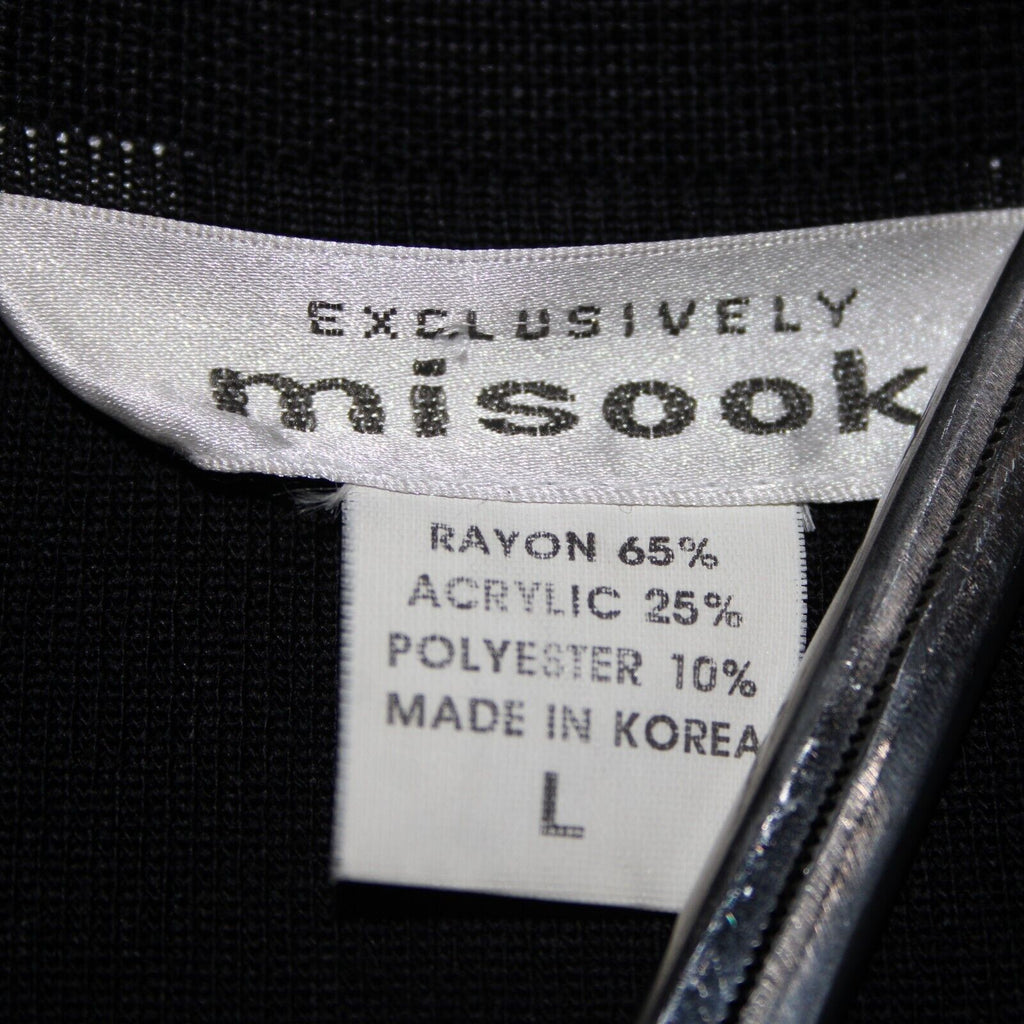 EXCLUSIVELY
misook
RAYON 65%
ACRYLIC 25%
POLYESTER 10%
MADE IN KOREA
L